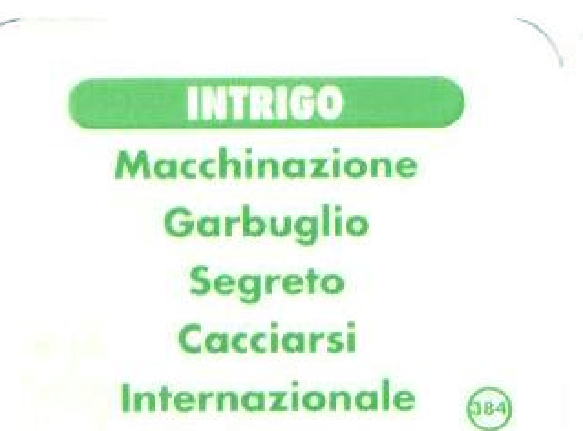 INTRIGO
Macchinazione
Garbuglio
Segreto
Cacciarsi
Internazionale
384